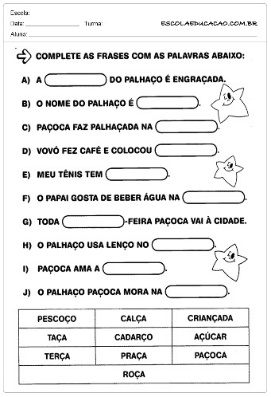 Escola:
Data: Turma: ESCOLAEDUCACAO.COM.BR
Aluno:
COMPLETE AS FRASES COM AS PALAVRAS ABAIXO:
A) A DO PALHAÇO É ENGRAÇADA.
B) O NOME DO PALHAÇO É .
C) PAÇOCA FAZ PALHAÇADA NA .
D) VOVÓ FEZ CAFÉ E COLOCOU .
E) MEU TÊNIS TEM .
F) O PAPAI GOSTA DE BEBER ÁGUA NA .
G) TODA -FEIRA PAÇOCA VAI À CIDADE.
H) O PALHAÇO USA LENÇO NO .
I) PAÇOCA AMA A .
J) O PALHAÇO PAÇOCA MORA NA .
PESCOÇO CALÇA CRIANÇADA
TAÇA CADARÇO AÇÚCAR
TERÇA PRAÇA PAÇOCA
ROÇA